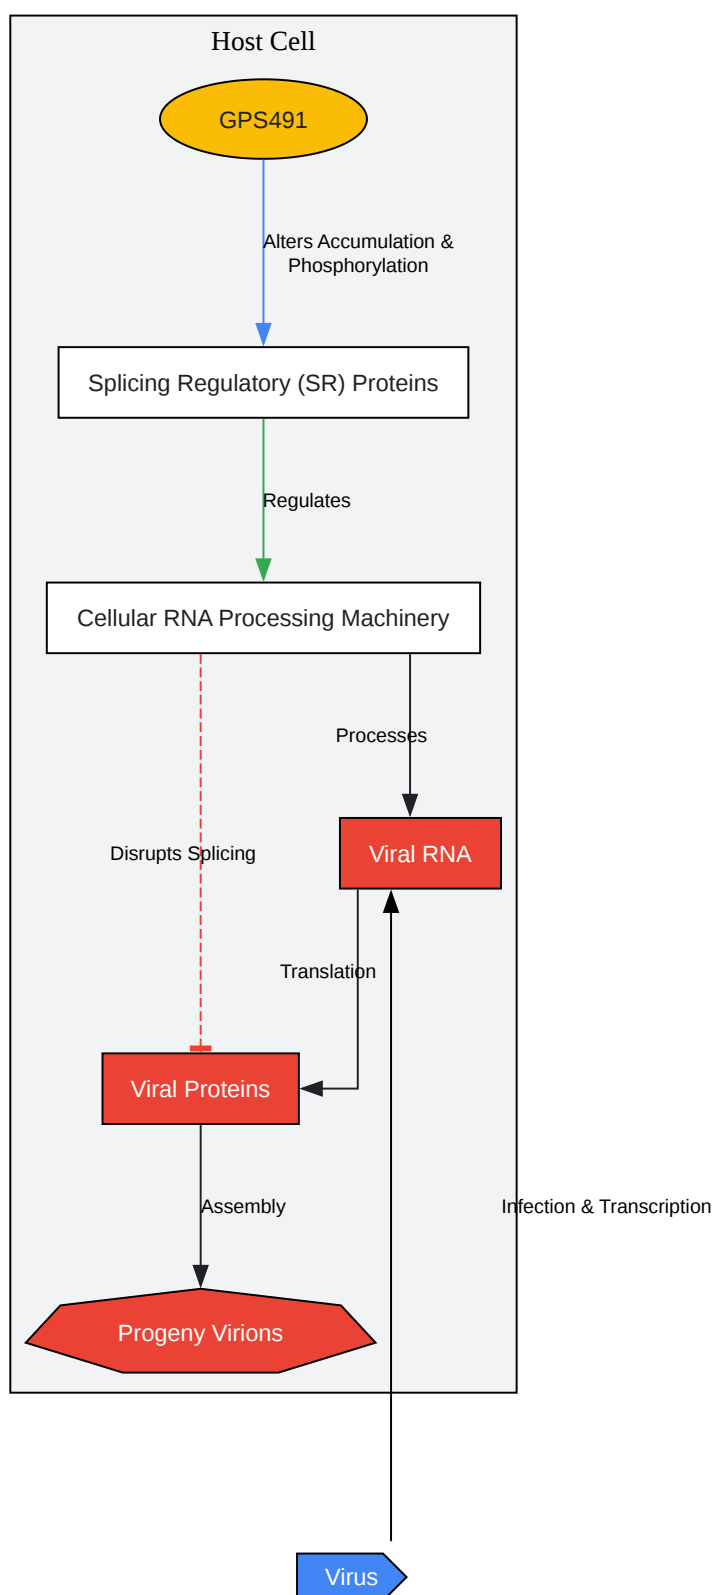 Host Cell
GPS491
Alters Accumulation &
Phosphorylation
Splicing Regulatory (SR) Proteins
Regulates
Cellular RNA Processing Machinery
Processes
Disrupts Splicing
Viral RNA
Translation
Viral Proteins
Assembly
Infection & Transcription
Progeny Virions
Virus